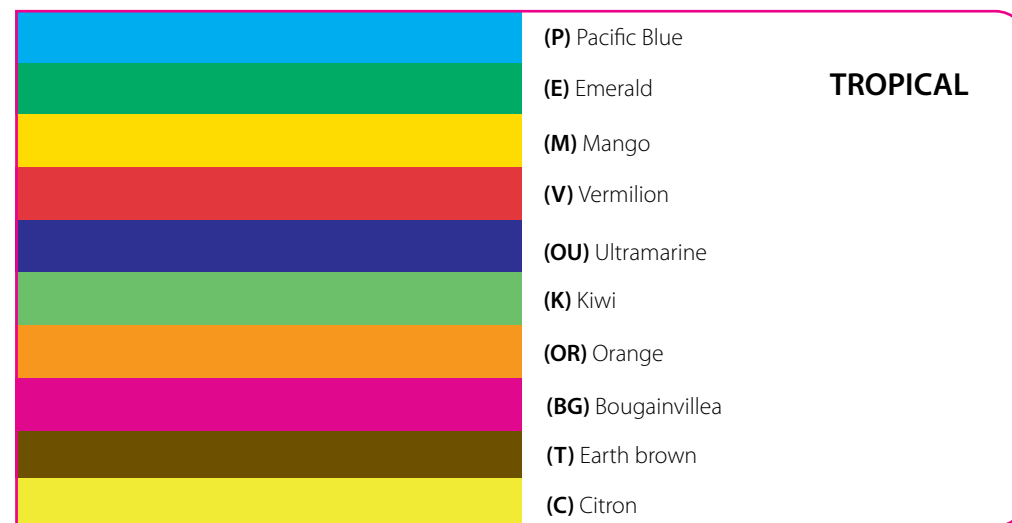 (P) Pacific Blue
(E) Emerald
TROPICAL
(M) Mango
(V) Vermilion
(OU) Ultramarine
(K) Kiwi
(OR) Orange
(BG) Bougainvillea
(T) Earth brown
(C) Citron